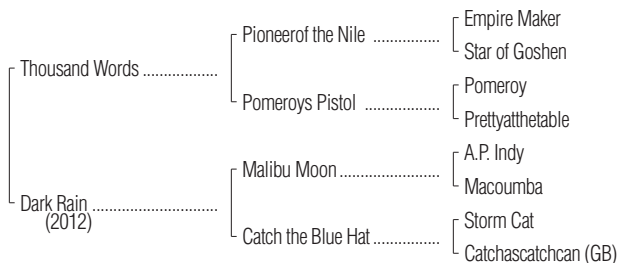 Empire Maker
Pioneerof the Nile ................
Star of Goshen
Thousand Words ..................
Pomeroy
Pomeroys Pistol ..................
Prettyatthetable
A.P. Indy
Malibu Moon........................
Macoumba
Dark Rain ..............................
(2012)
Storm Cat
Catch the Blue Hat................
Catchascatchcan (GB)